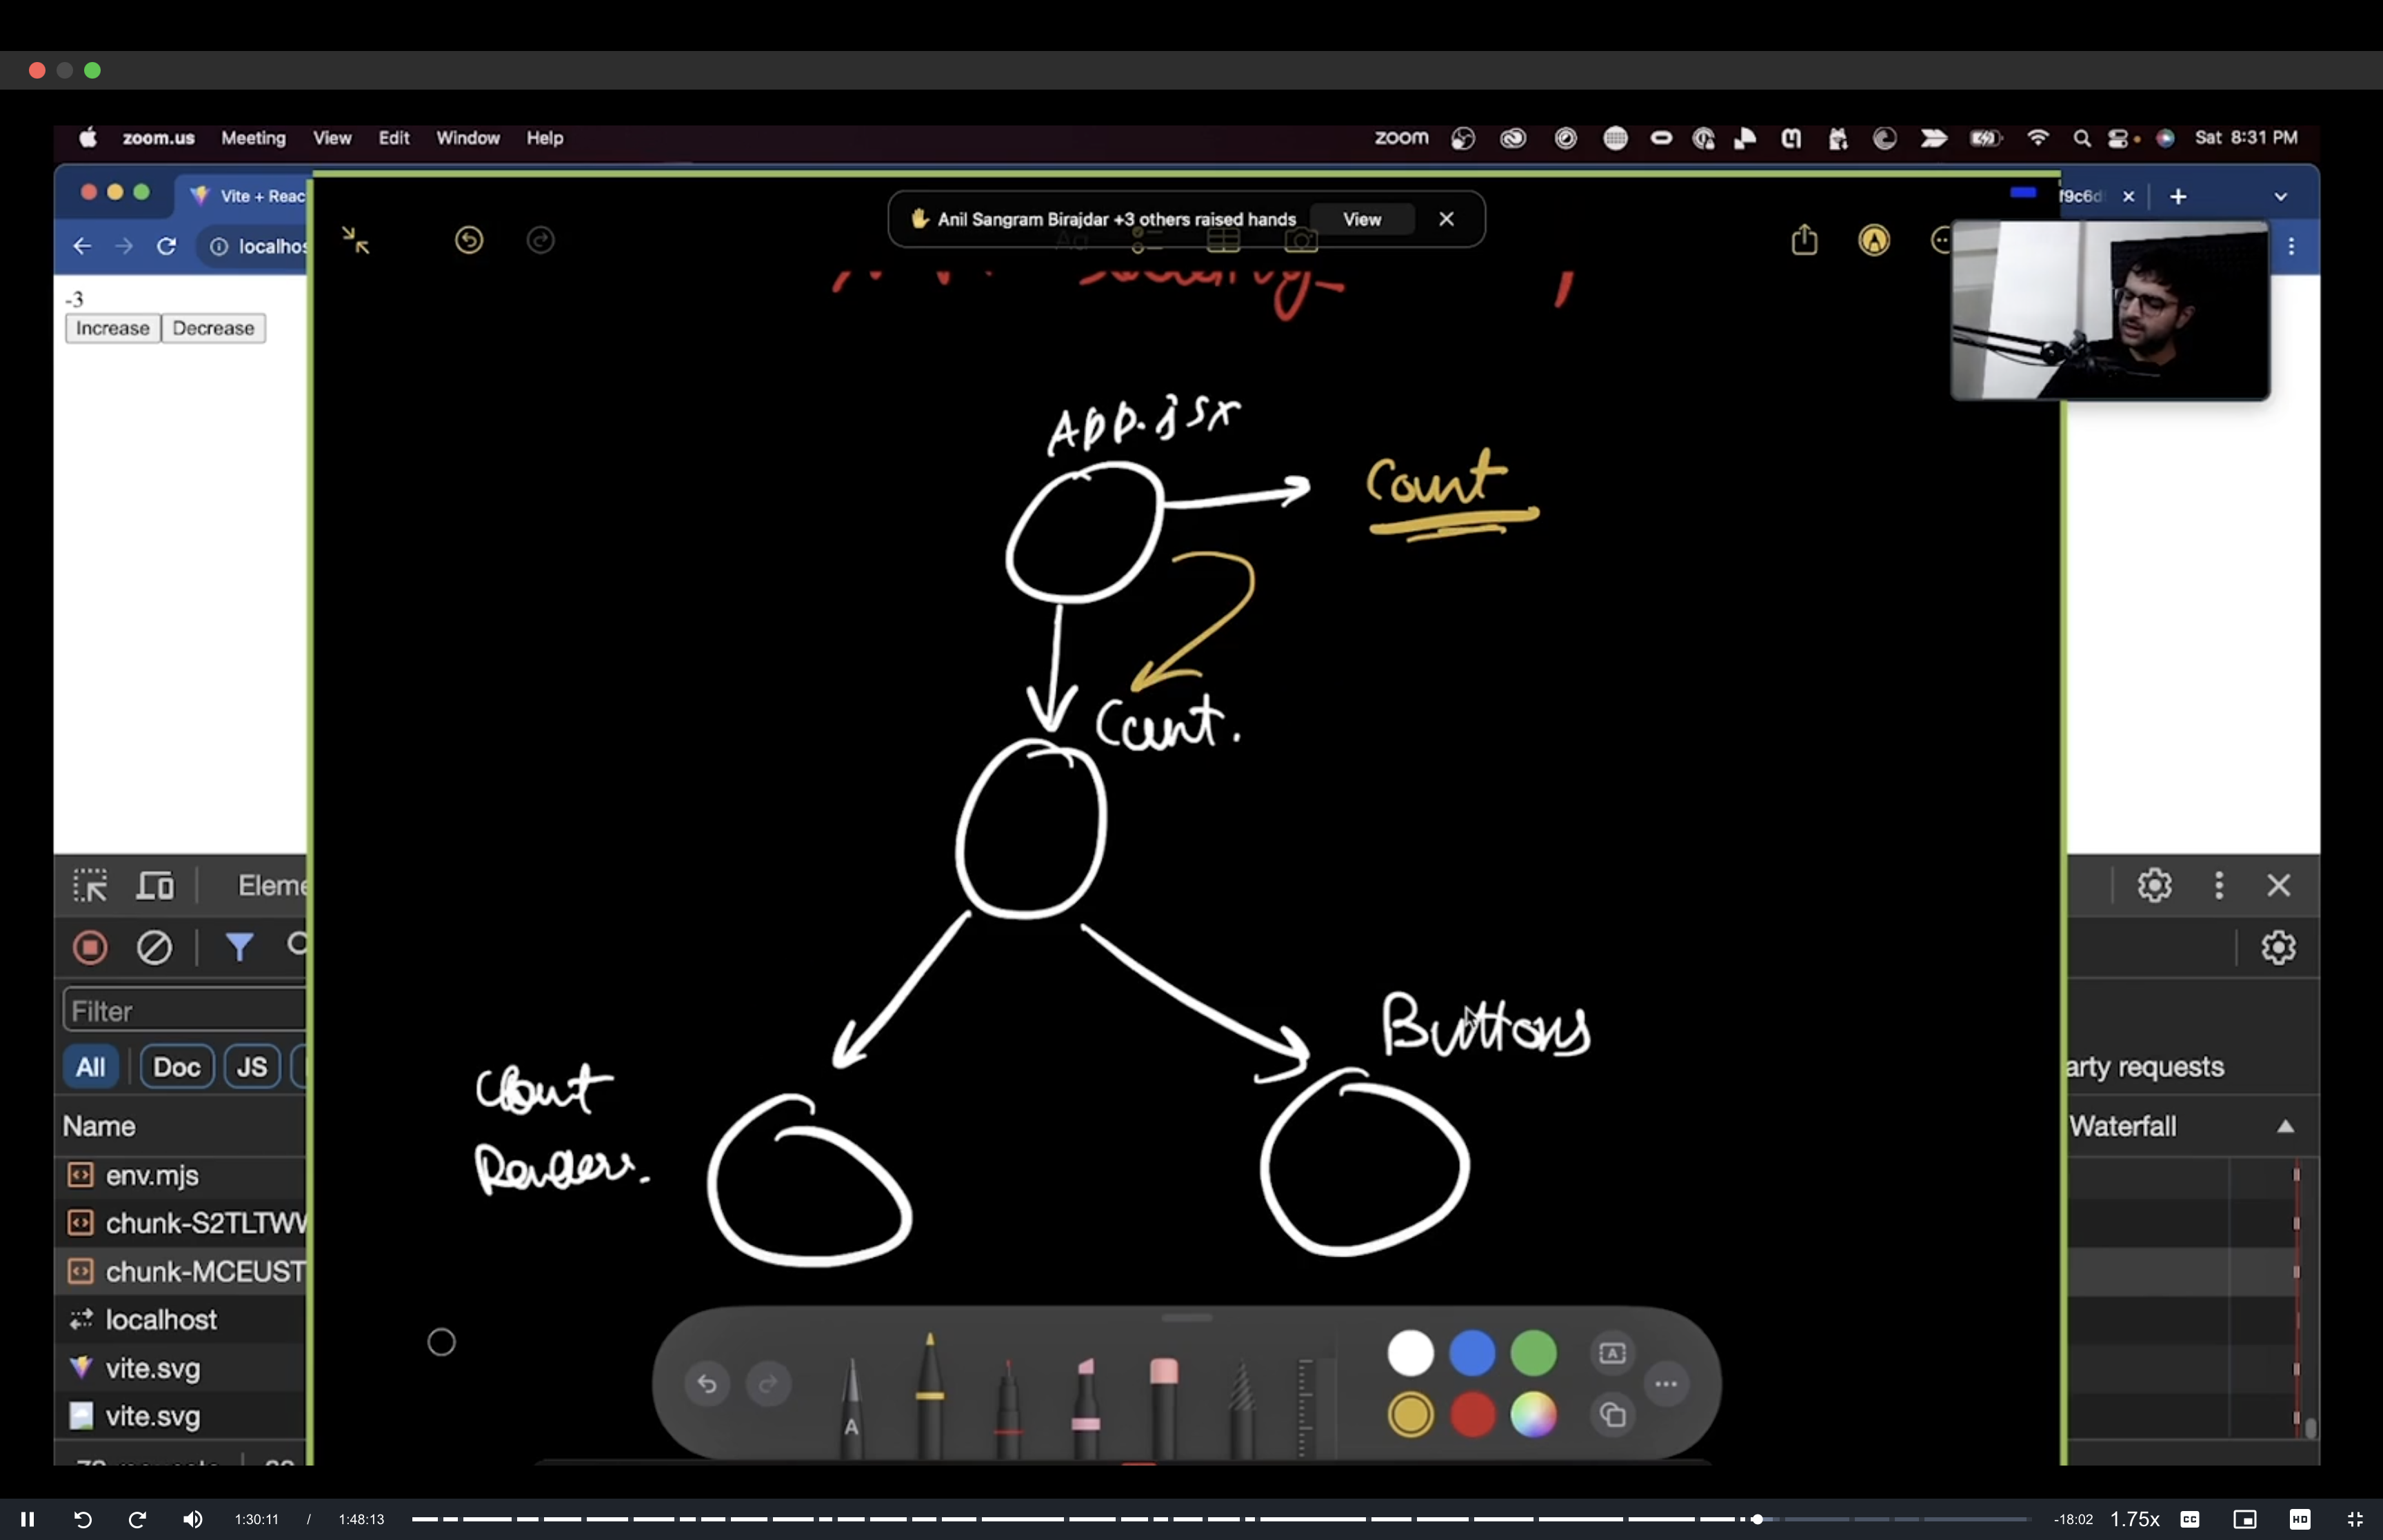 zoom.us Meeting View Edit Window Help zoom Sat 8:31 PM
Vite + Reac
f9c6d
localhos
Anil Sangram Birajdar +3 others raised hands View
-3
Increase Decrease
App.jsx
Count
Count.
Buttons
Count
Renders.
Eleme
Filter
All Doc JS
arty requests
Name
Waterfall
env.mjs
chunk-S2TLTWV
chunk-MCEUST
localhost
vite.svg
vite.svg
1:30:11 / 1:48:13 -18:02 1.75x CC HD